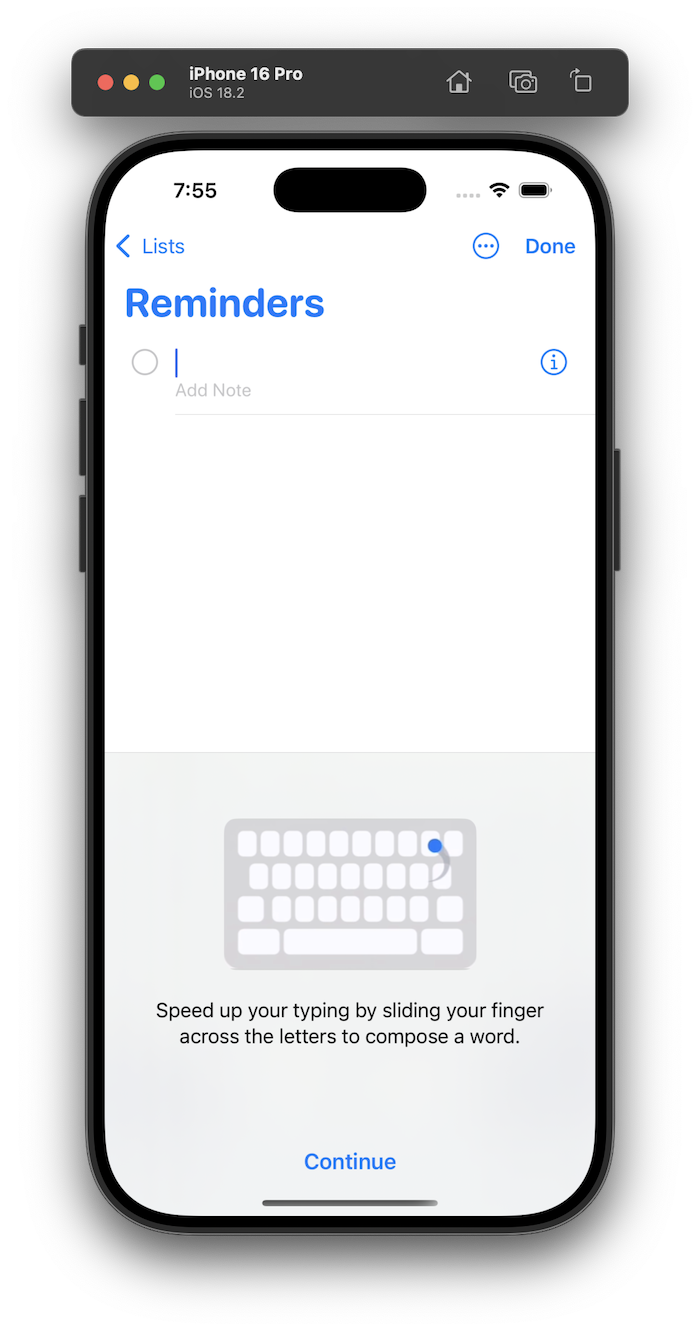 iPhone 16 Pro
iOS 18.2
7:55
Lists
Done
Reminders
Add Note
Speed up your typing by sliding your finger
across the letters to compose a word.
Continue